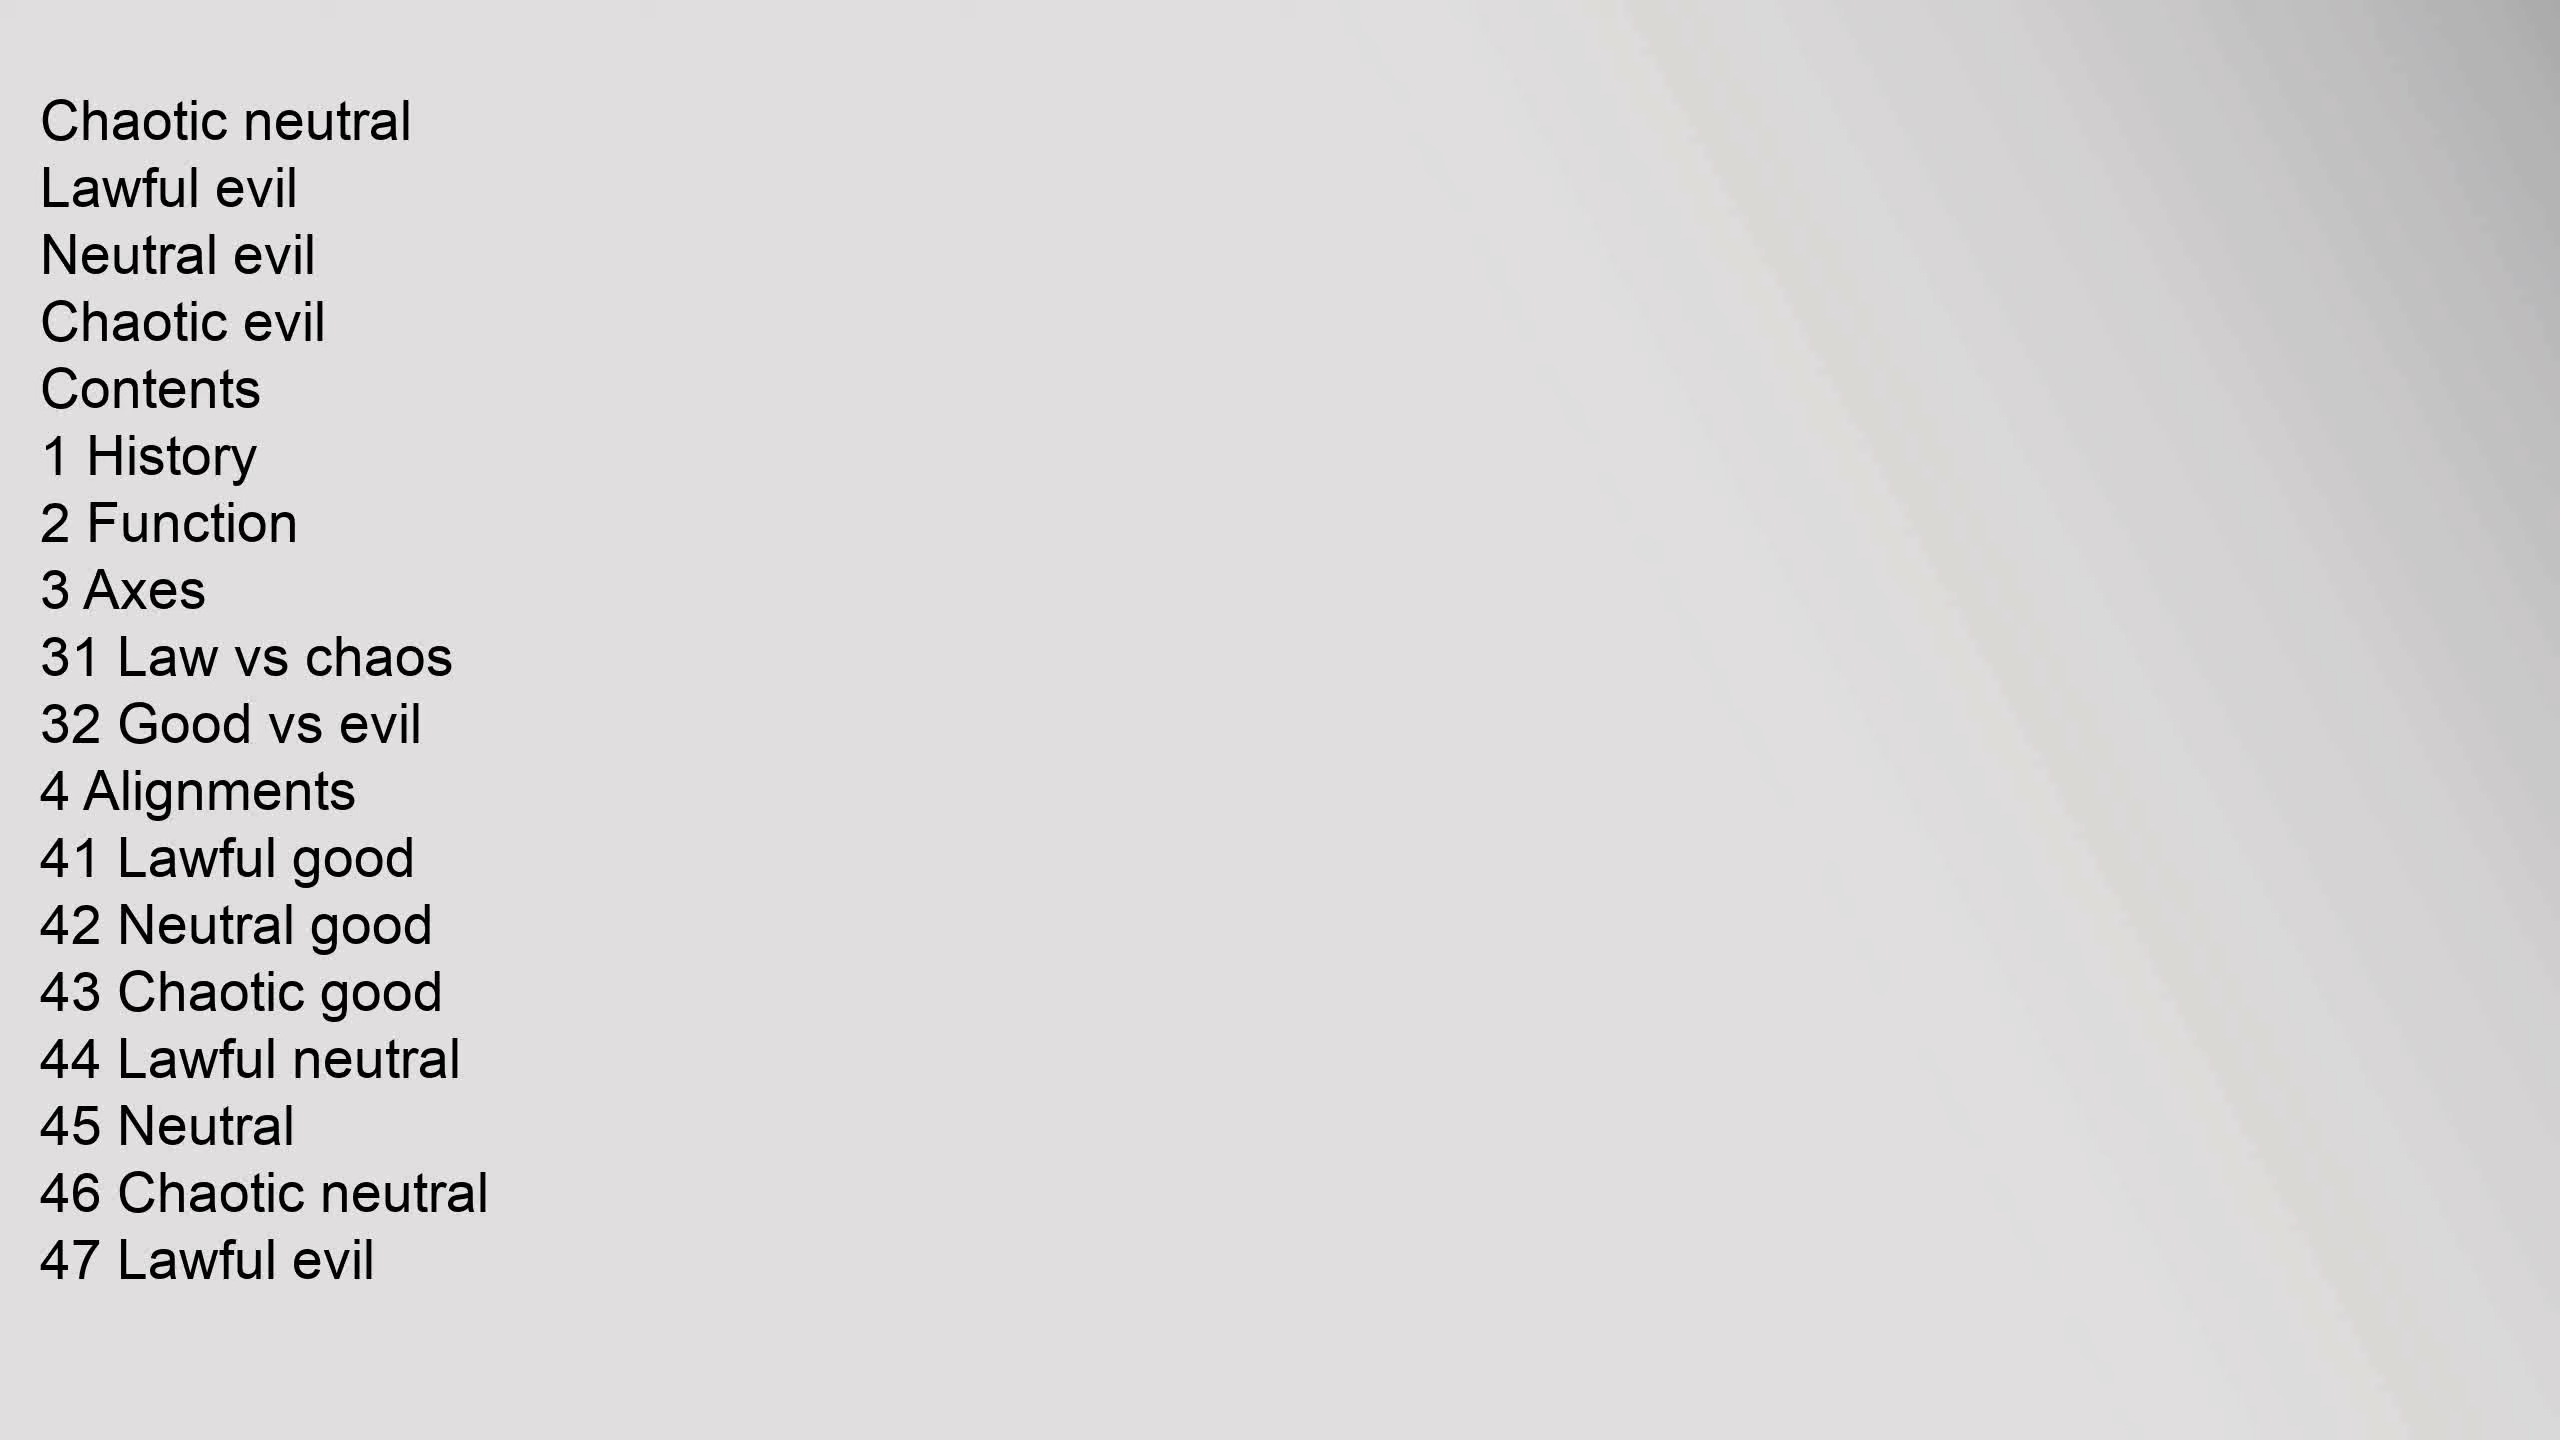 Chaotic neutral
Lawful evil
Neutral evil
Chaotic evil
Contents
1 History
2 Function
3 Axes
31 Law vs chaos
32 Good vs evil
4 Alignments
41 Lawful good
42 Neutral good
43 Chaotic good
44 Lawful neutral
45 Neutral
46 Chaotic neutral
47 Lawful evil